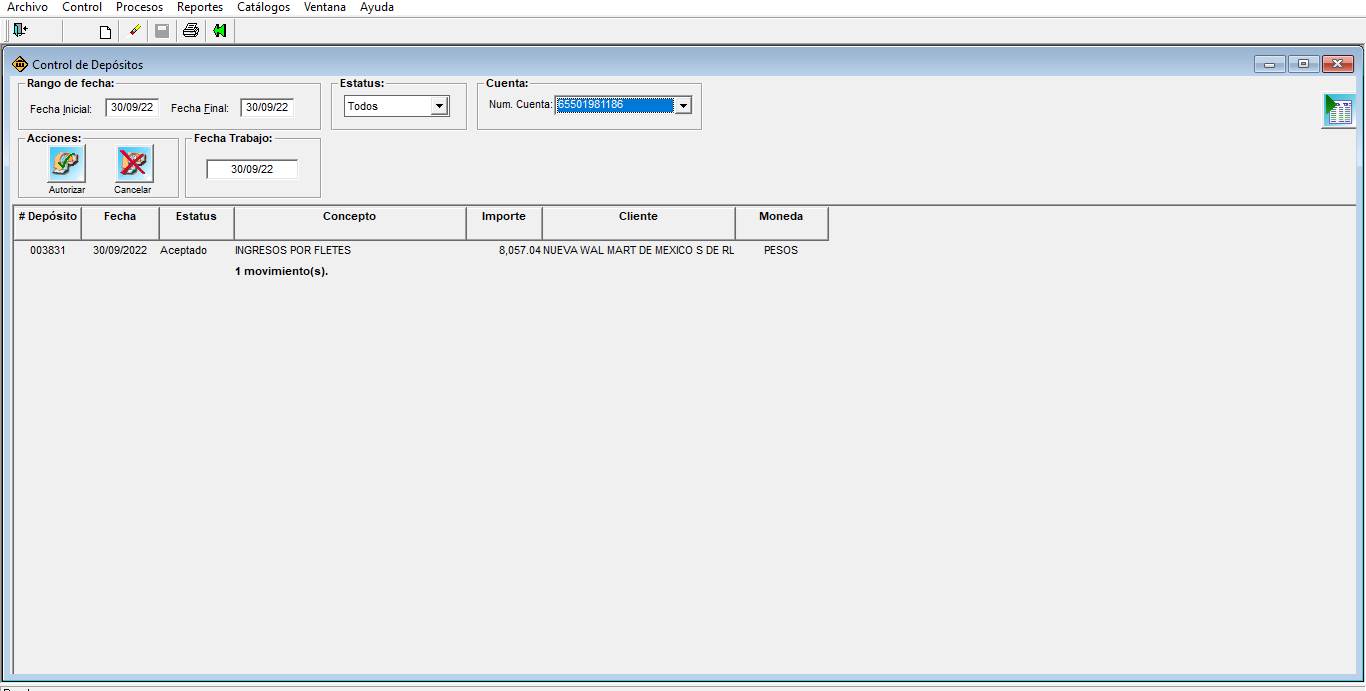 Archivo Control Procesos Reportes Catálogos Ventana Ayuda
Control de Depósitos
Rango de fecha: Estatus: Cuenta:
Fecha Inicial: 30/09/22 Fecha Final: 30/09/22 Todos Num. Cuenta: 65501981186
Acciones: Fecha Trabajo:
30/09/22
Autorizar Cancelar
# Depósito Fecha Estatus Concepto Importe Cliente Moneda
003831 30/09/2022 Aceptado INGRESOS POR FLETES 8,057.04 NUEVA WAL MART DE MEXICO S DE RL PESOS
1 movimiento(s).